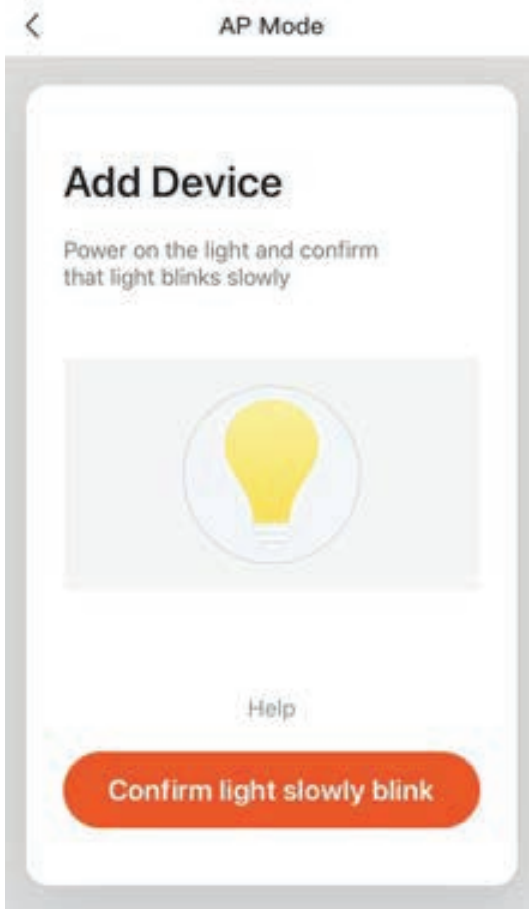 AP Mode
Add Device
Power on the light and confirm
that light blinks slowly
Help
Confirm light slowly blink